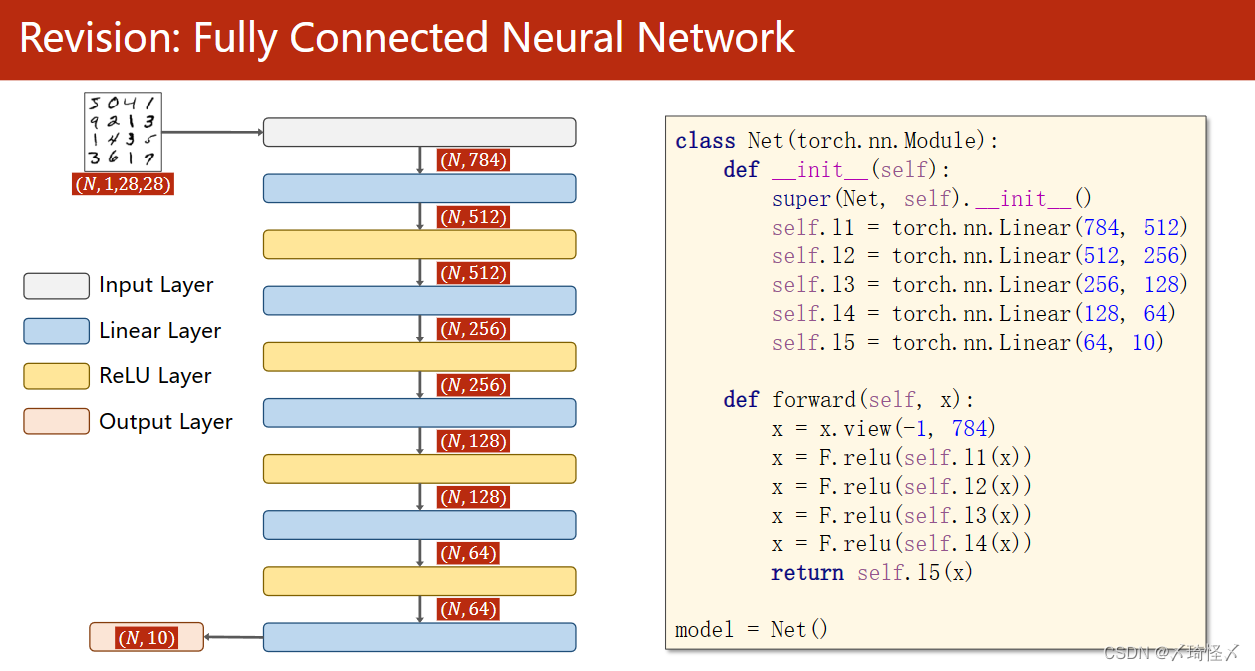 Revision: Fully Connected Neural Network
5 0 4 1
9 2 1 3
1 4 3 5
3 6 1 7
(N,1,28,28)
(N,784)
(N,512)
(N,512)
(N,256)
(N,256)
(N,128)
(N,128)
(N,64)
(N,64)
(N,10)
Input Layer
Linear Layer
ReLU Layer
Output Layer
class Net(torch.nn.Module):
    def __init__(self):
        super(Net, self).__init__()
        self.l1 = torch.nn.Linear(784, 512)
        self.l2 = torch.nn.Linear(512, 256)
        self.l3 = torch.nn.Linear(256, 128)
        self.l4 = torch.nn.Linear(128, 64)
        self.l5 = torch.nn.Linear(64, 10)
    def forward(self, x):
        x = x.view(-1, 784)
        x = F.relu(self.l1(x))
        x = F.relu(self.l2(x))
        x = F.relu(self.l3(x))
        x = F.relu(self.l4(x))
        return self.l5(x)
model = Net()
CSDN @〆琦怪〆